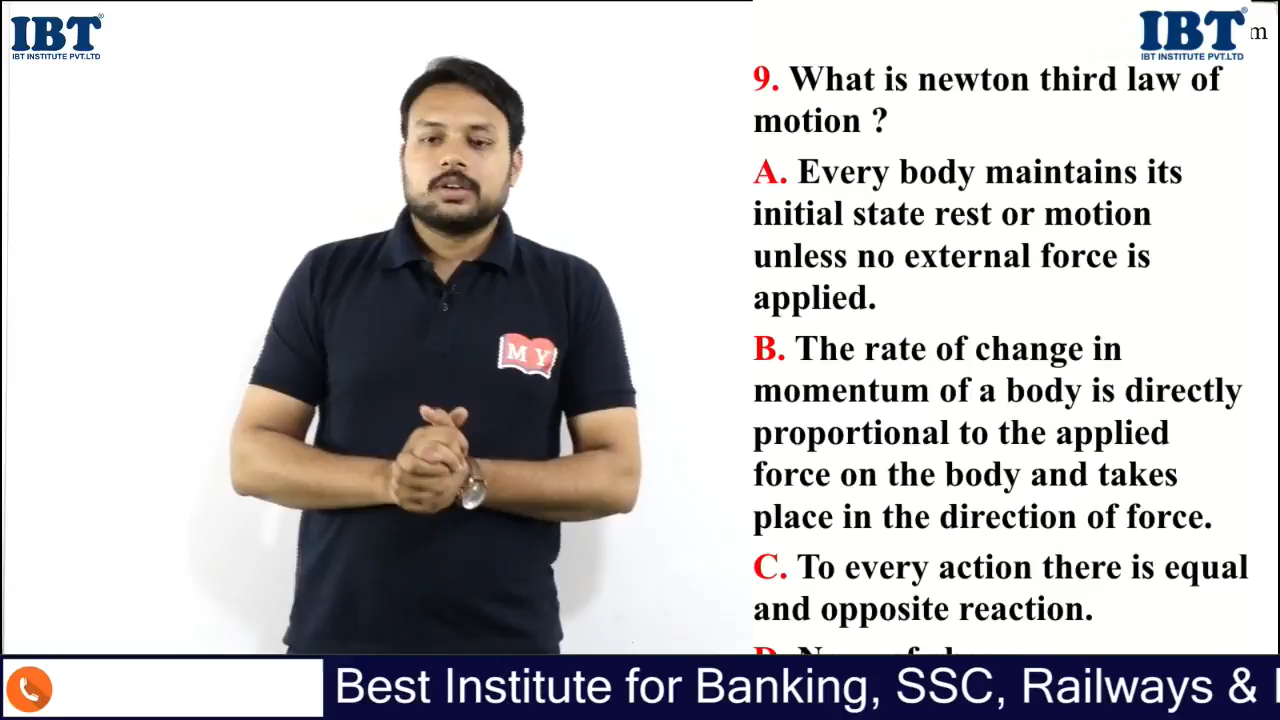 IBT®
IBT INSTITUTE PVT.LTD
IBT®
IBT INSTITUTE PVT.LTD
m
9. What is newton third law of
motion ?
A. Every body maintains its
initial state rest or motion
unless no external force is
applied.
B. The rate of change in
momentum of a body is directly
proportional to the applied
force on the body and takes
place in the direction of force.
C. To every action there is equal
and opposite reaction.
M Y
Best Institute for Banking, SSC, Railways &